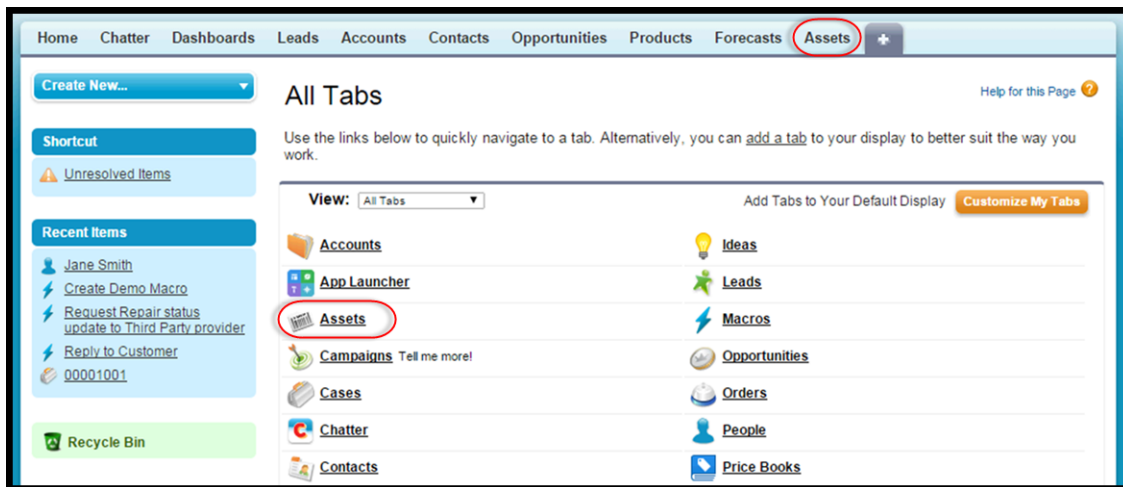 Home Chatter Dashboards Leads Accounts Contacts Opportunities Products Forecasts Assets +
Create New...
Shortcut
Unresolved Items
Recent Items
Jane Smith
Create Demo Macro
Request Repair status
update to Third Party provider
Reply to Customer
00001001
Recycle Bin
All Tabs
Help for this Page ?
Use the links below to quickly navigate to a tab. Alternatively, you can add a tab to your display to better suit the way you
work.
View: All Tabs
Add Tabs to Your Default Display Customize My Tabs
Accounts
App Launcher
Assets
Campaigns Tell me more!
Cases
Chatter
Contacts
Ideas
Leads
Macros
Opportunities
Orders
People
Price Books